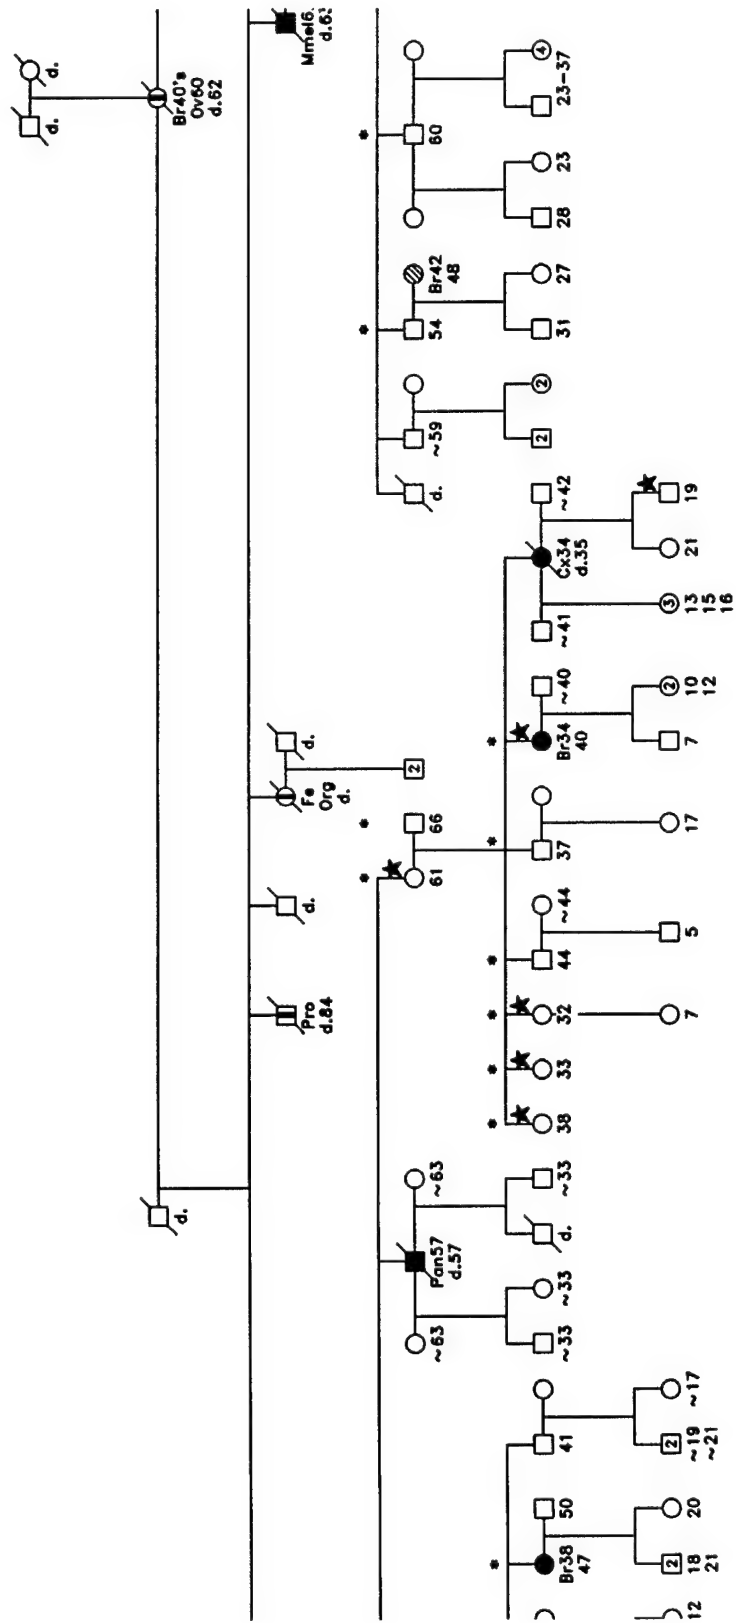 d.
d.
Br40's
Ov60
d.62
d.
d.
Pro
d.84
d.
Fe
Org
d.
d.
2
d.63
*
*
*
*
~63
Pan57
d.57
~63
61
66
d.
~59
54
Br42
48
60
~33
~33
d.
~33
2
2
31
27
28
23
23-37
4
*
*
*
*
*
*
*
Br38
47
50
41
38
33
32
44
~44
37
Br34
40
~40
~41
Cx34
d.35
~42
12
2
18
21
20
2
~19
~21
~17
7
5
17
7
2
10
12
3
13
15
16
21
19